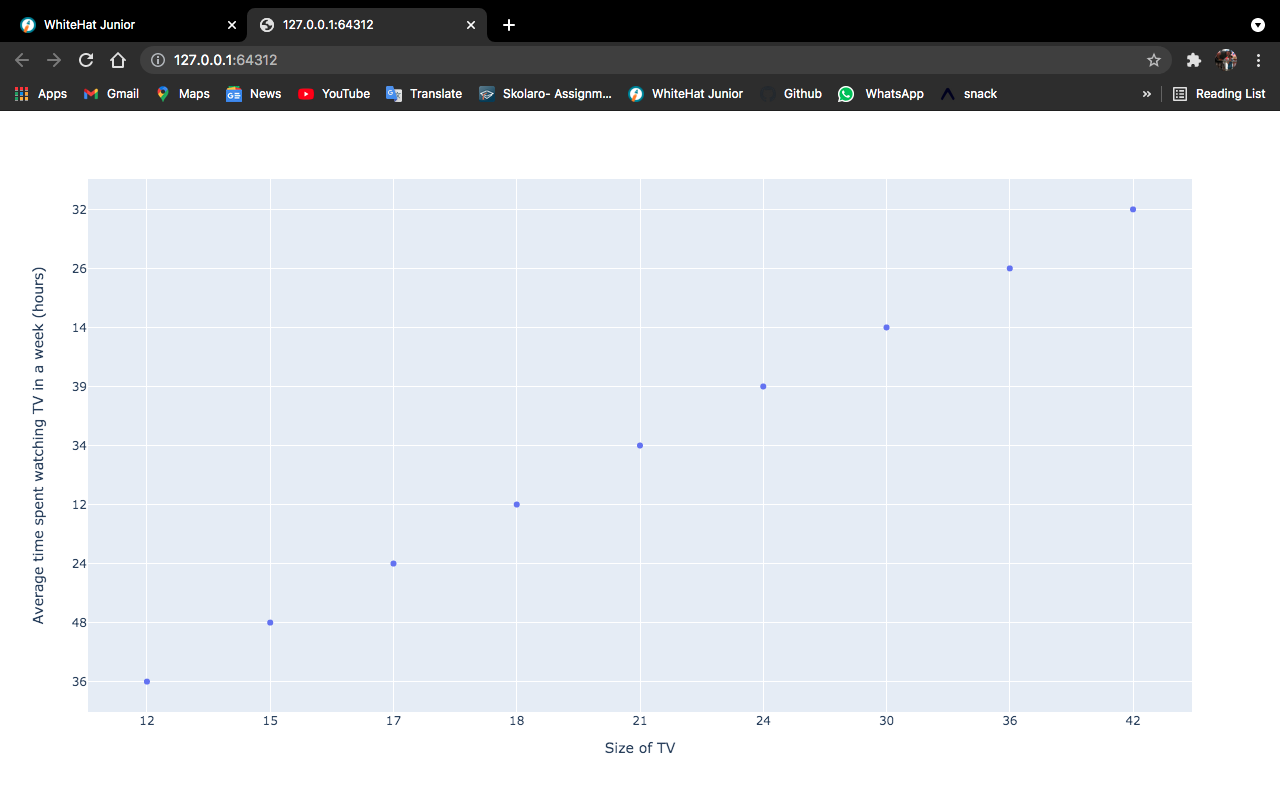 WhiteHat Junior 127.0.0.1:64312
127.0.0.1:64312
Apps Gmail Maps News YouTube Translate Skolaro- Assignm... WhiteHat Junior Github WhatsApp snack » Reading List
Average time spent watching TV in a week (hours)
32
26
14
39
34
12
24
48
36
12 15 17 18 21 24 30 36 42
Size of TV